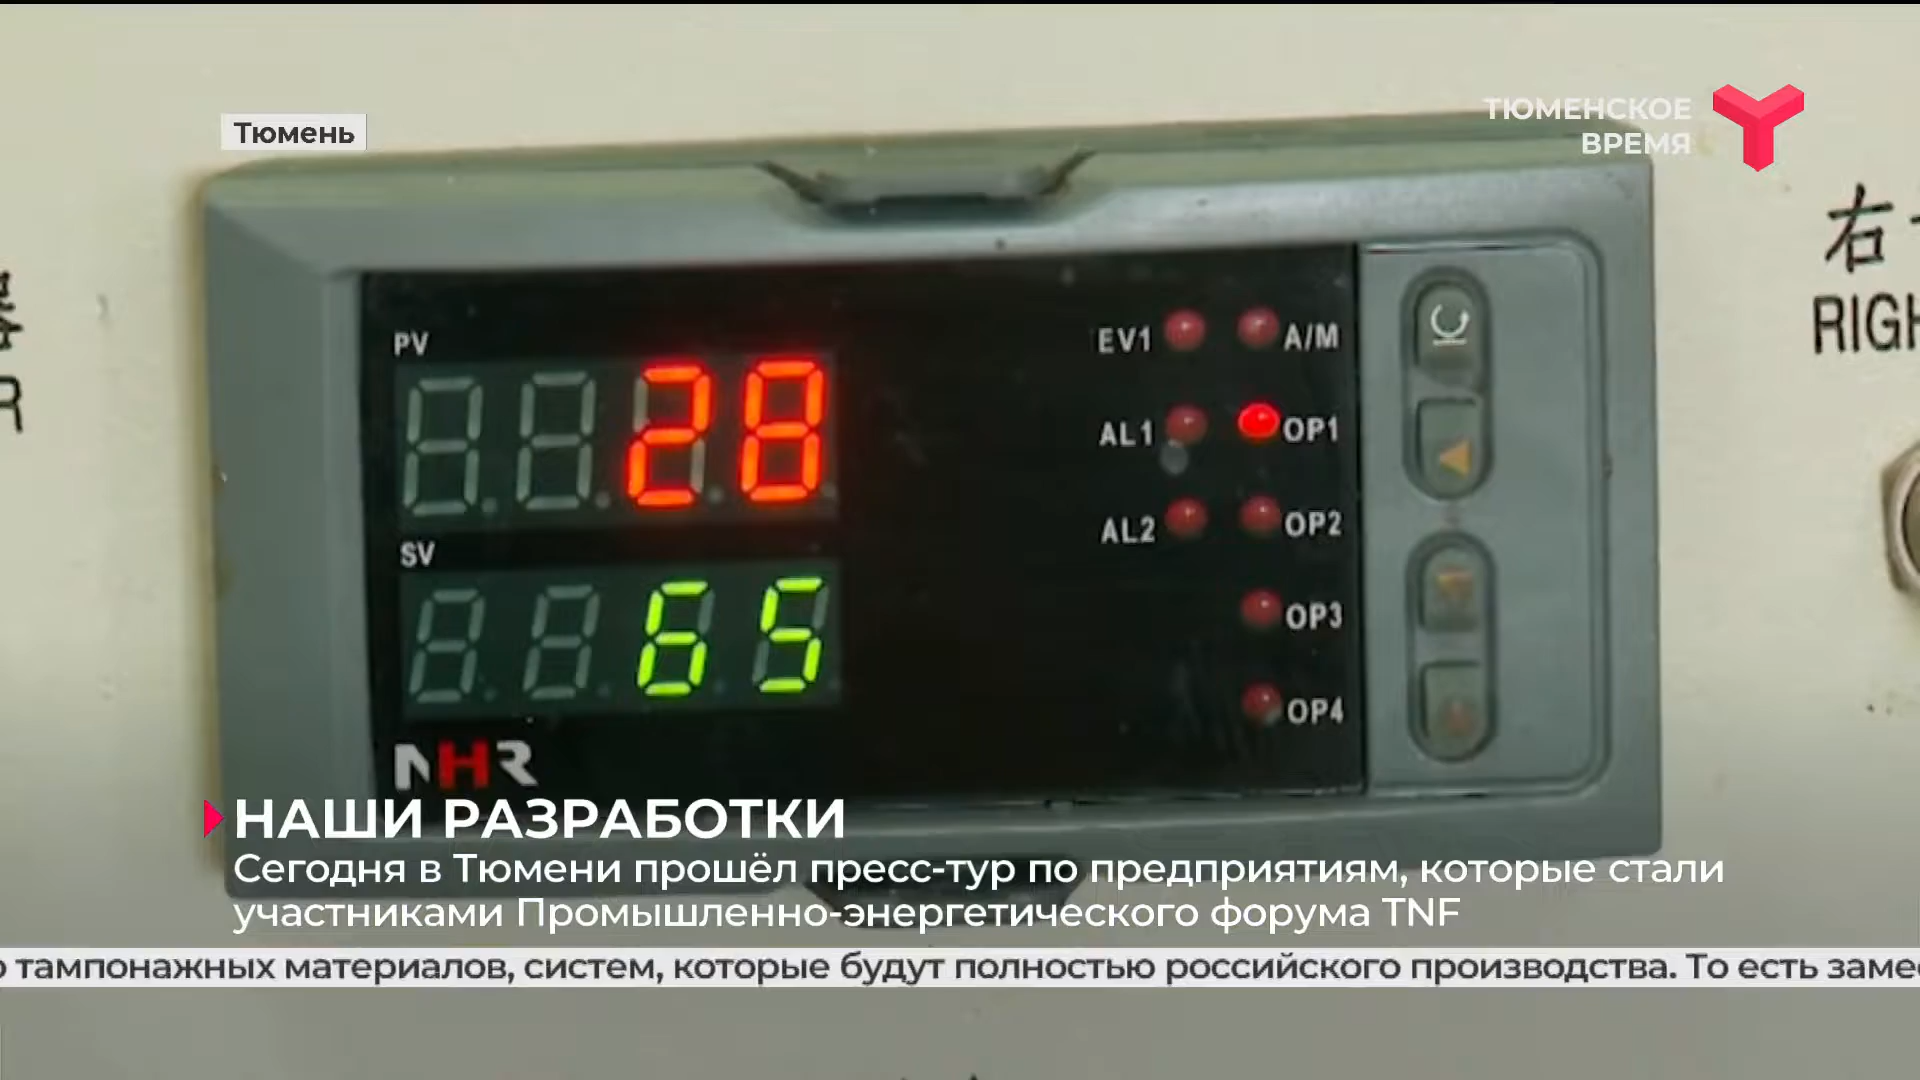 Тюмень
ТЮМЕНСКОЕ
ВРЕМЯ
右
PV
28
SV
65
EV1
A/M
AL1
OP1
AL2
OP2
OP3
OP4
NHR
НАШИ РАЗРАБОТКИ
Сегодня в Тюмени прошёл пресс-тур по предприятиям, которые стали
участниками Промышленно-энергетического форума TNF
тампонажных материалов, систем, которые будут полностью российского производства. То есть